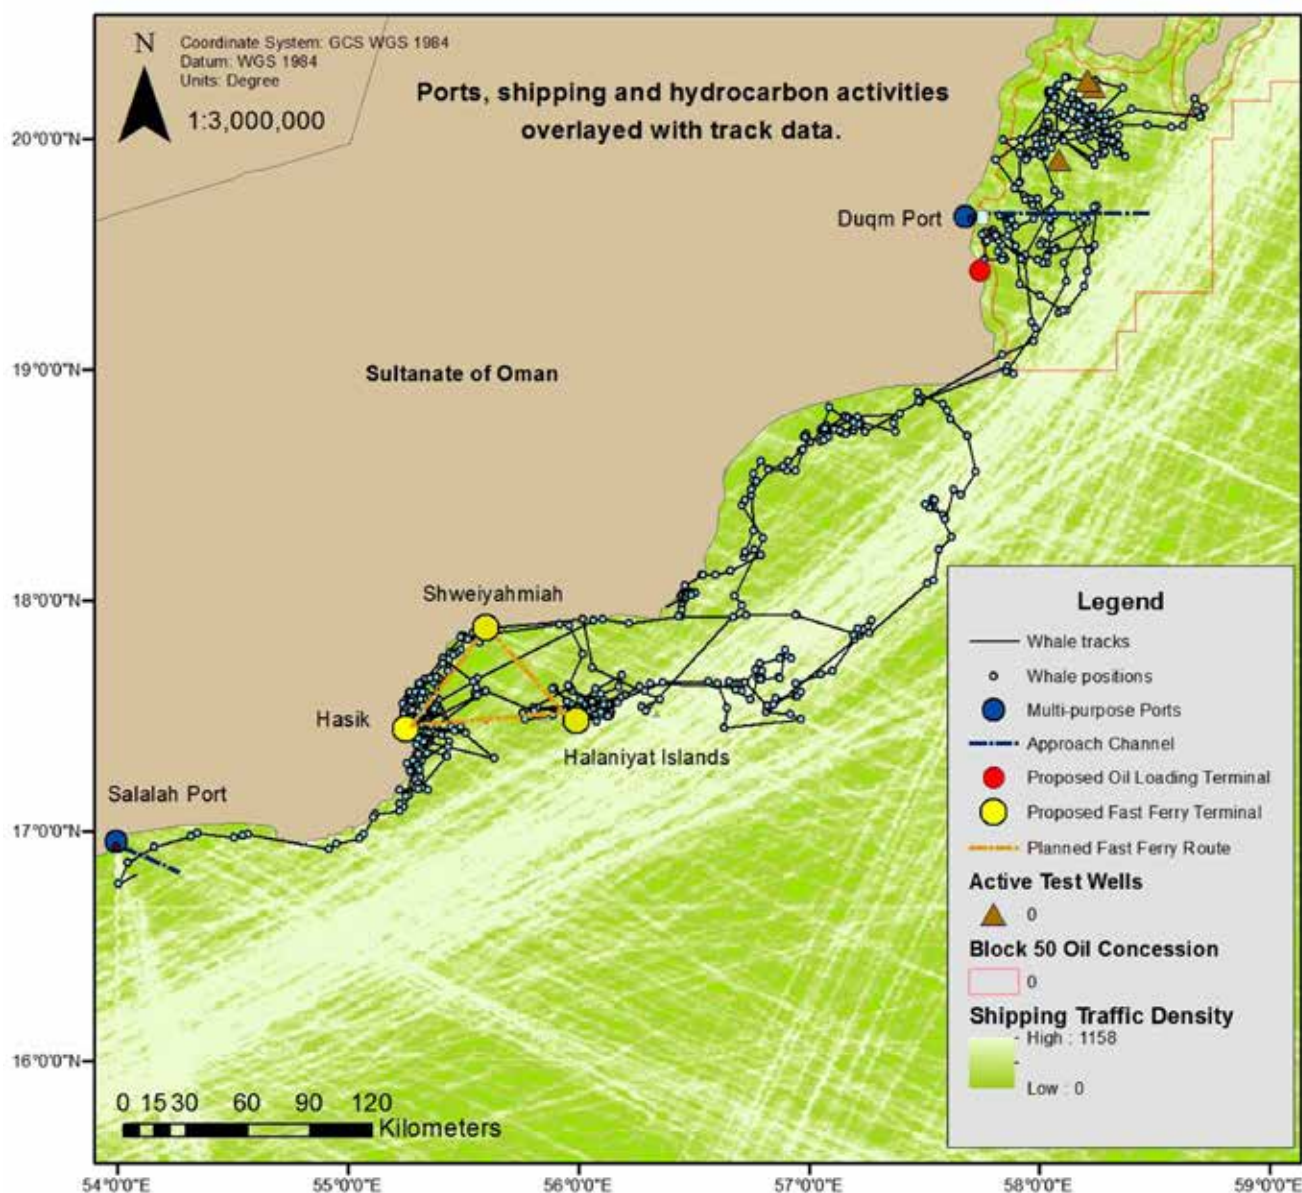 N
Coordinate System: GCS WGS 1984
Datum: WGS 1984
Units: Degree
1:3,000,000
Ports, shipping and hydrocarbon activities
overlayed with track data.
20°0'0"N
Duqm Port
19°0'0"N
Sultanate of Oman
18°0'0"N
Shweiyahmiah
Hasik
Halaniyat Islands
Salalah Port
17°0'0"N
16°0'0"N
Legend
Whale tracks
Whale positions
Multi-purpose Ports
Approach Channel
Proposed Oil Loading Terminal
Proposed Fast Ferry Terminal
Planned Fast Ferry Route
Active Test Wells
0
Block 50 Oil Concession
0
Shipping Traffic Density
High : 1158
Low : 0
0 15 30 60 90 120
Kilometers
54°0'0"E 55°0'0"E 56°0'0"E 57°0'0"E 58°0'0"E 59°0'0"E